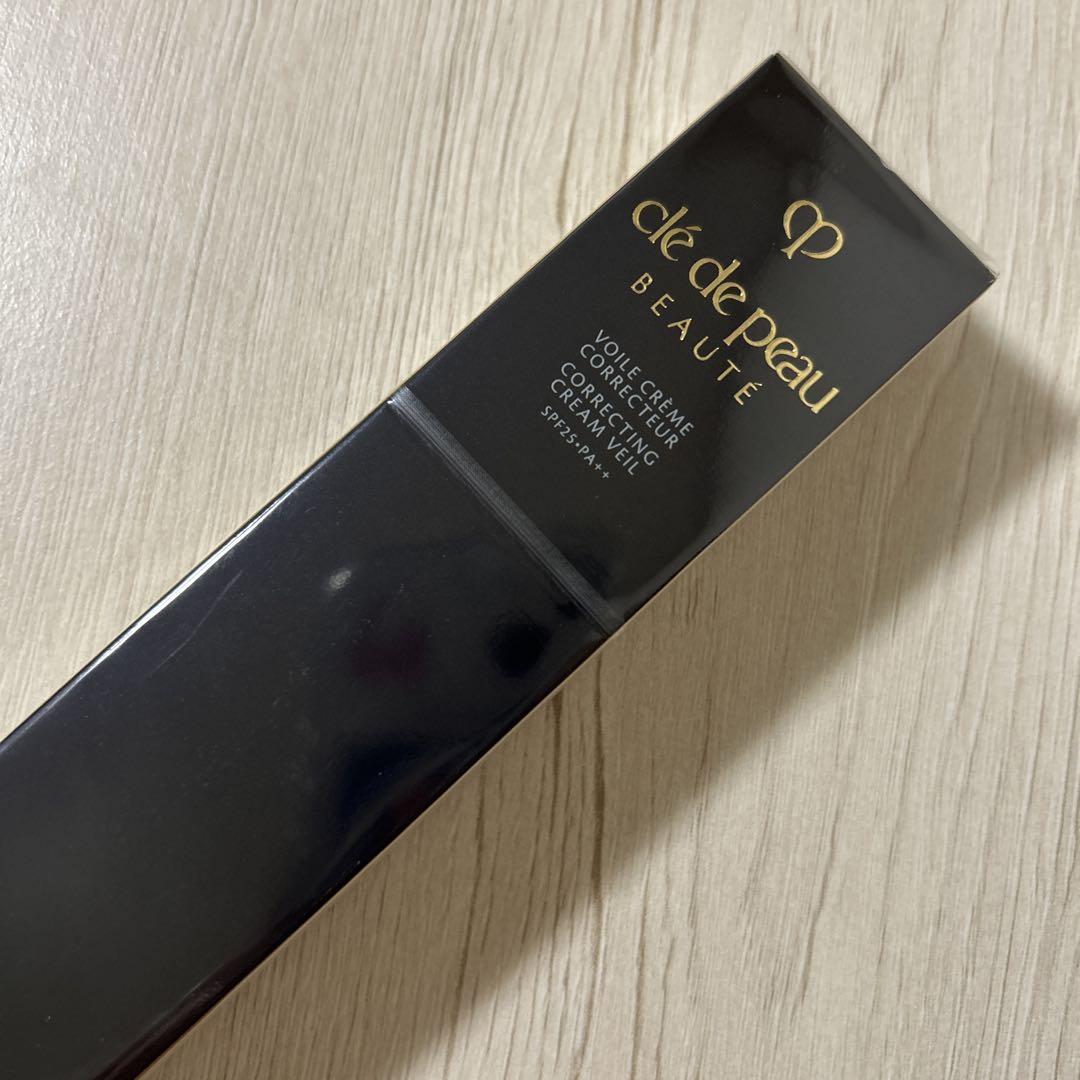 clé de peau
BEAUTÉ
VOILE CRÈME
CORRECTEUR
CORRECTING
CREAM VEIL
SPF25•PA++